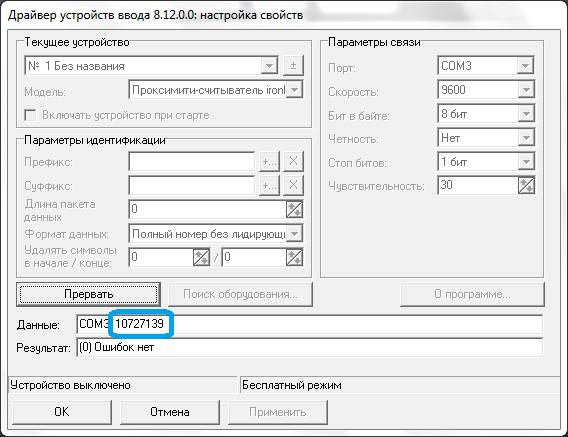 Драйвер устройств ввода 8.12.0.0: настройка свойств
Текущее устройство
№ 1 Без названия
±
Модель: Проксимити-считыватель
Включать устройство при старте
Параметры идентификации
Префикс: +... X
Суффикс: +... X
Длина пакета данных 0
Формат данных: Полный номер без
Удалять символы в начале / конце: 0 / 0
Параметры связи
Порт: COM3
Скорость: 9600
Бит в байте: 8 бит
Четность: Нет
Стоп битов: 1 бит
Чувствительность: 30
Прервать Поиск оборудования... О программе...
Данные: COM3 10727139
Результат: (0) Ошибок нет
Устройство выключено Бесплатный режим
OK Отмена Применить